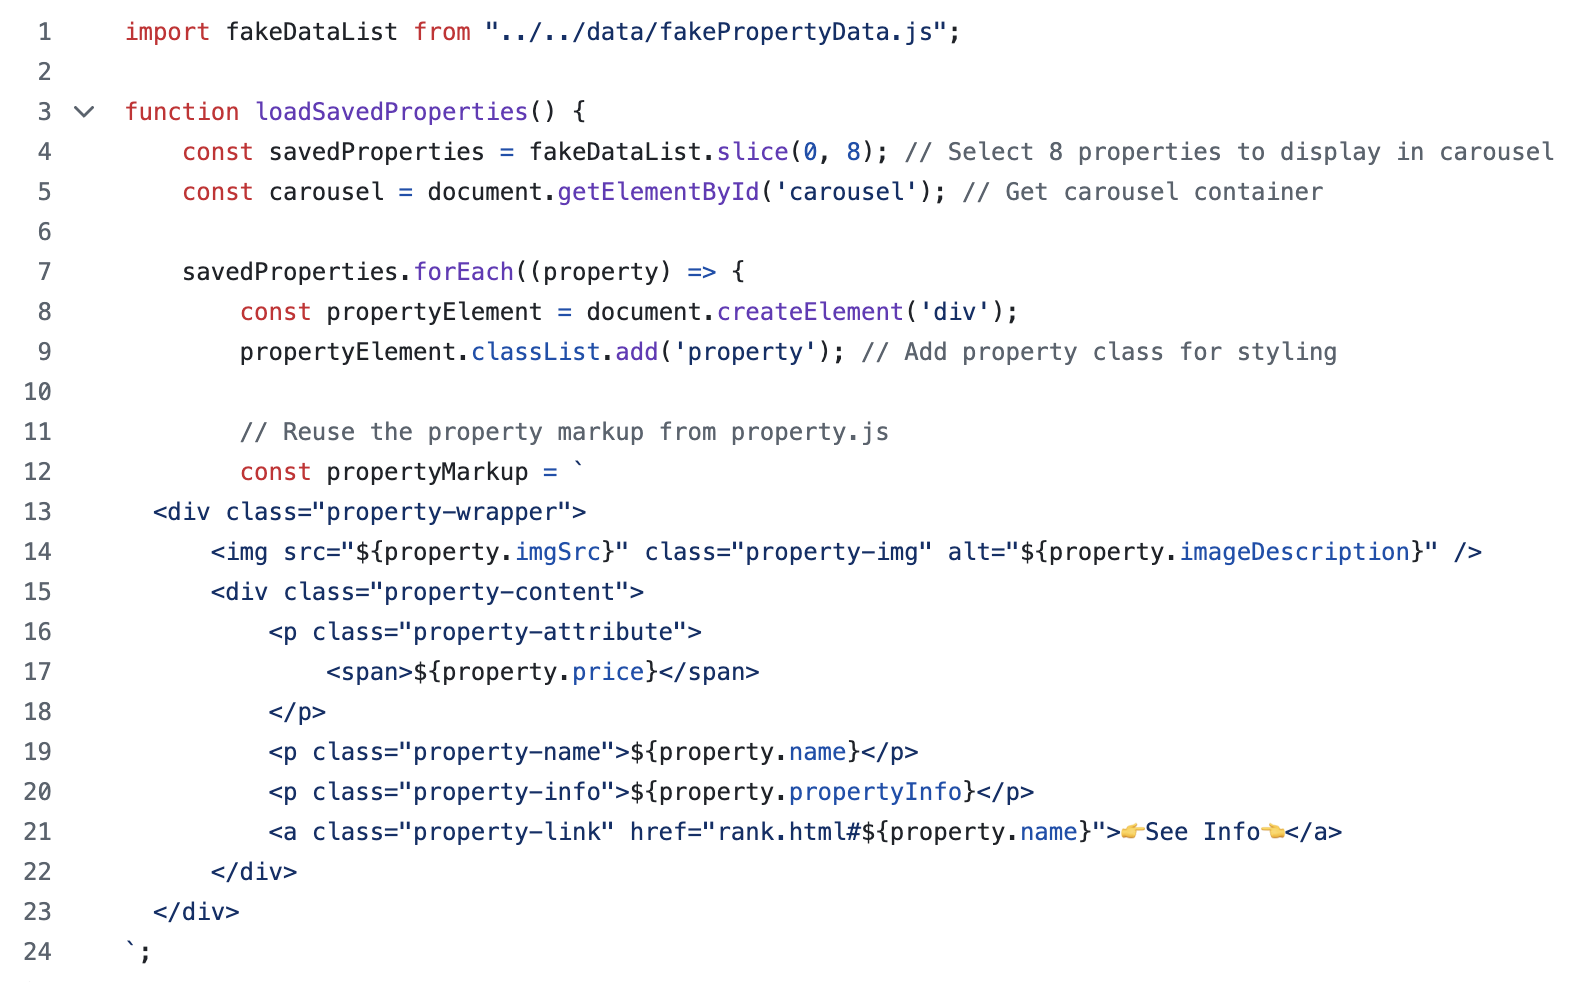 1 import fakeDataList from "../../data/fakePropertyData.js";
2
3 function loadSavedProperties() {
4     const savedProperties = fakeDataList.slice(0, 8); // Select 8 properties to display in carousel
5     const carousel = document.getElementById('carousel'); // Get carousel container
6
7     savedProperties.forEach((property) => {
8         const propertyElement = document.createElement('div');
9         propertyElement.classList.add('property'); // Add property class for styling
10
11         // Reuse the property markup from property.js
12         const propertyMarkup = `
13   <div class="property-wrapper">
14       <img src="${property.imgSrc}" class="property-img" alt="${property.imageDescription}" />
15       <div class="property-content">
16           <p class="property-attribute">
17               <span>${property.price}</span>
18           </p>
19           <p class="property-name">${property.name}</p>
20           <p class="property-info">${property.propertyInfo}</p>
21           <a class="property-link" href="rank.html#${property.name}">👉See Info👈</a>
22       </div>
23   </div>
24 `;